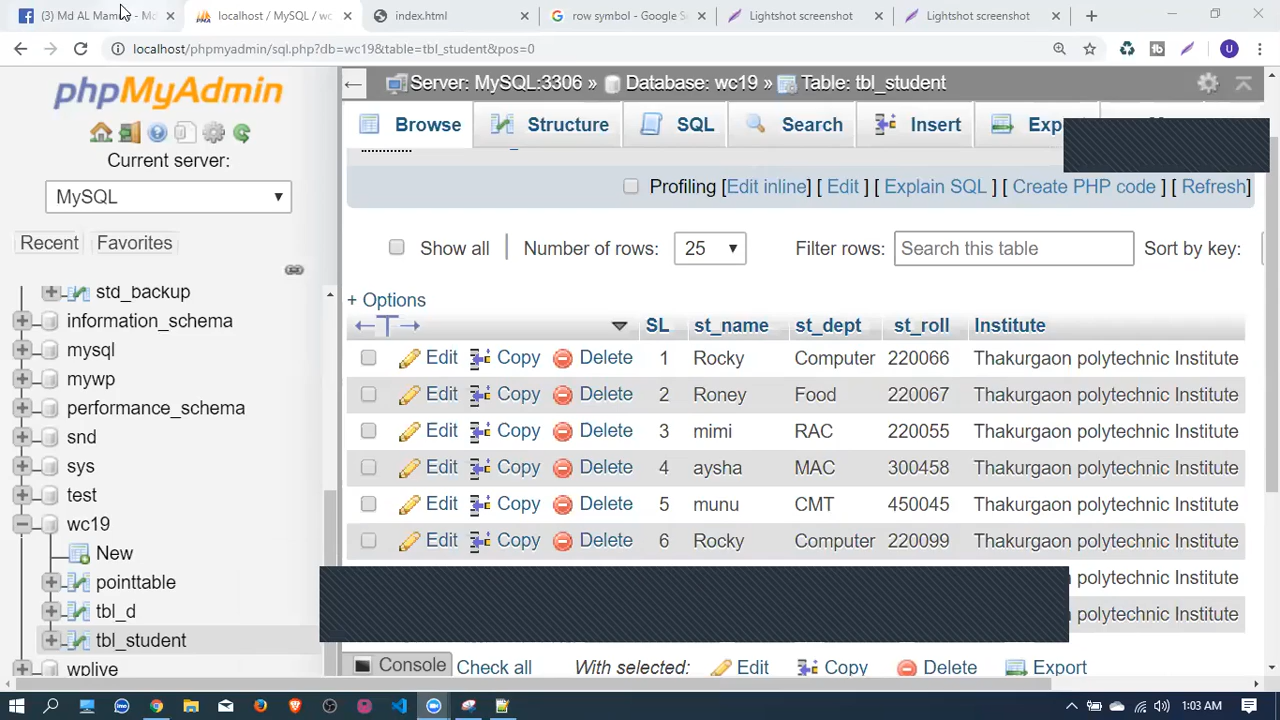 (3) Md AL Mam
localhost / MySQL / wc
index.html
row symbol - Google S
Lightshot screenshot
Lightshot screenshot
localhost/phpmyadmin/sql.php?db=wc19&table=tbl_student&pos=0
U
phpMyAdmin
Current server:
MySQL
Recent Favorites
std_backup
information_schema
mysql
mywp
performance_schema
snd
sys
test
wc19
New
pointtable
tbl_d
tbl_student
wplive
Server: MySQL:3306 » Database: wc19 » Table: tbl_student
Browse Structure SQL Search Insert Exp
Profiling [Edit inline] [ Edit ] [ Explain SQL ] [ Create PHP code ] [ Refresh]
Show all Number of rows: 25 Filter rows: Search this table Sort by key:
+ Options
SL st_name st_dept st_roll Institute
Edit Copy Delete 1 Rocky Computer 220066 Thakurgaon polytechnic Institute
Edit Copy Delete 2 Roney Food 220067 Thakurgaon polytechnic Institute
Edit Copy Delete 3 mimi RAC 220055 Thakurgaon polytechnic Institute
Edit Copy Delete 4 aysha MAC 300458 Thakurgaon polytechnic Institute
Edit Copy Delete 5 munu CMT 450045 Thakurgaon polytechnic Institute
Edit Copy Delete 6 Rocky Computer 220099 Thakurgaon polytechnic Institute
polytechnic Institute
polytechnic Institute
Console Check all With selected: Edit Copy Delete Export
1:03 AM